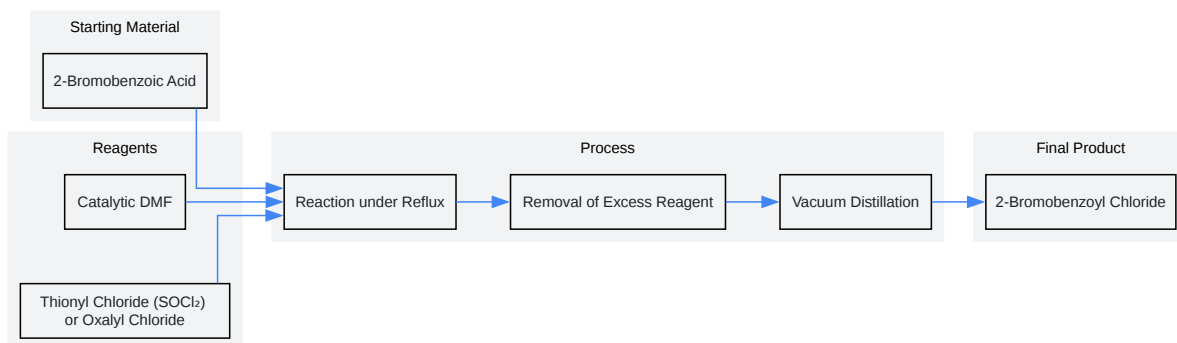 Starting Material
2-Bromobenzoic Acid
Reagents
Catalytic DMF
Thionyl Chloride (SOCl₂)
or Oxalyl Chloride
Process
Reaction under Reflux
Removal of Excess Reagent
Vacuum Distillation
Final Product
2-Bromobenzoyl Chloride